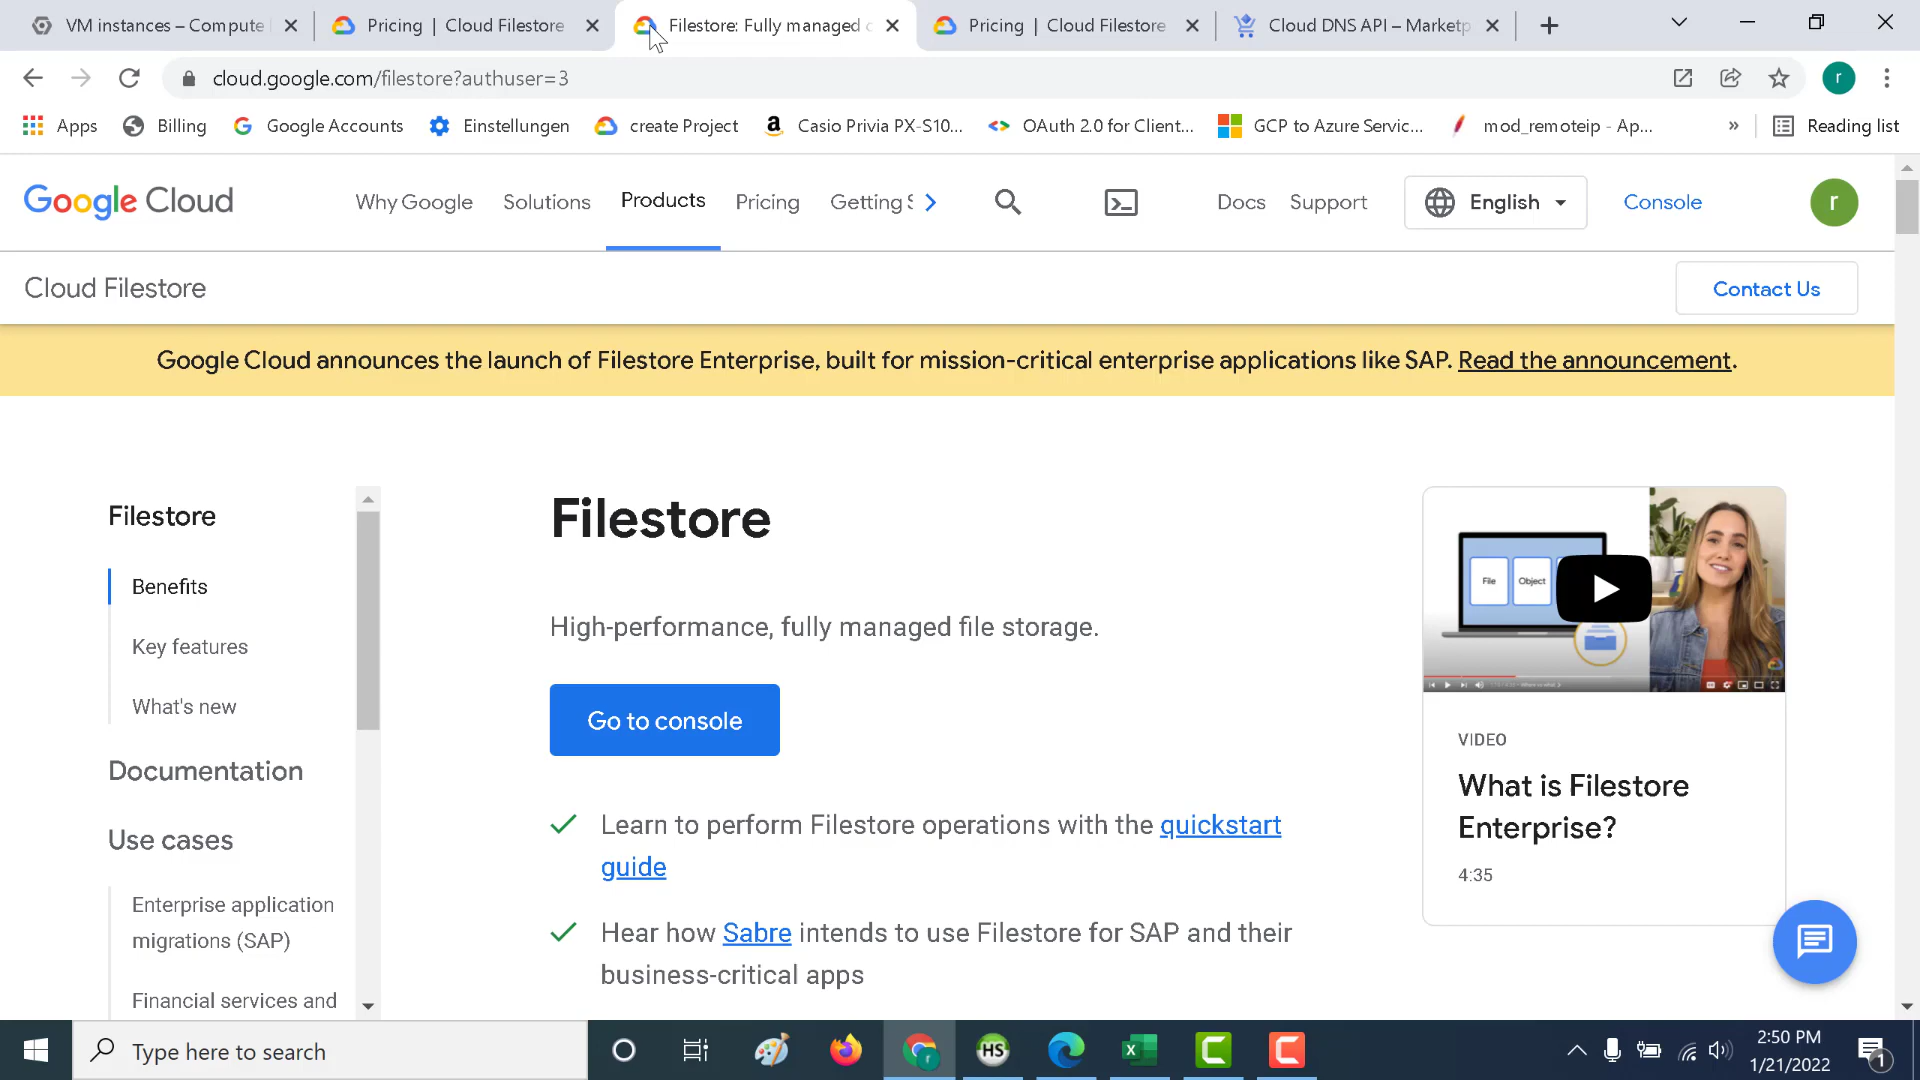 VM instances – Compute
Pricing | Cloud Filestore
Filestore: Fully managed c
Pricing | Cloud Filestore
Cloud DNS API – Marketp
cloud.google.com/filestore?authuser=3
r
Apps
Billing
Google Accounts
Einstellungen
create Project
Casio Privia PX-S10...
OAuth 2.0 for Client...
GCP to Azure Servic...
mod_remoteip - Ap...
»
Reading list
Google Cloud
Why Google
Solutions
Products
Pricing
Getting S
Docs
Support
English
Console
r
Cloud Filestore
Contact Us
Google Cloud announces the launch of Filestore Enterprise, built for mission-critical enterprise applications like SAP. Read the announcement.
Filestore
Benefits
Key features
What's new
Documentation
Use cases
Enterprise application
migrations (SAP)
Financial services and
Filestore
High-performance, fully managed file storage.
Go to console
Learn to perform Filestore operations with the quickstart
guide
Hear how Sabre intends to use Filestore for SAP and their
business-critical apps
File
Object
VIDEO
What is Filestore
Enterprise?
4:35
Type here to search
HS
2:50 PM
1/21/2022
1